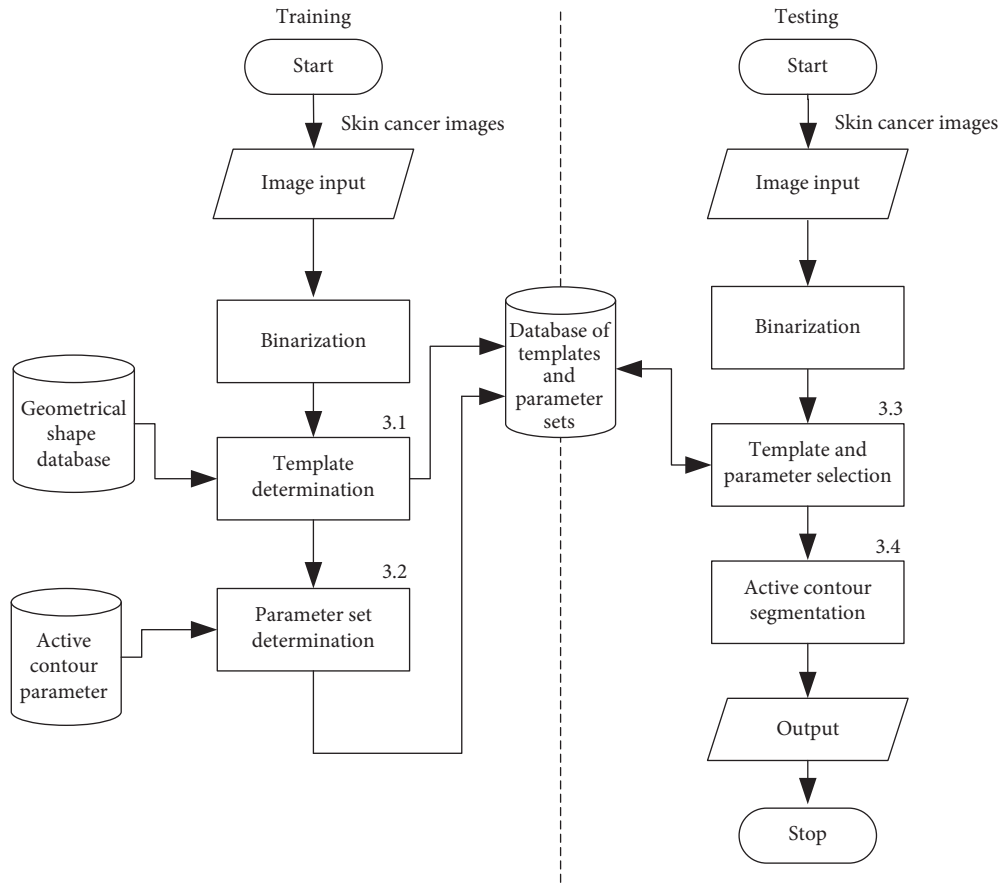 Training
Start
Skin cancer images
Image input
Binarization
Geometrical
shape
database
3.1
Template
determination
3.2
Active
contour
parameter
Parameter set
determination
Database of
templates
and
parameter
sets
Testing
Start
Skin cancer images
Image input
Binarization
3.3
Template and
parameter selection
3.4
Active contour
segmentation
Output
Stop